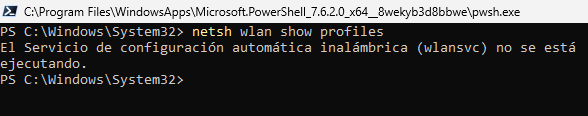 C:\Program Files\WindowsApps\Microsoft.PowerShell_7.6.2.0_x64__8wekyb3d8bbwe\pwsh.exe
PS C:\Windows\System32> netsh wlan show profiles
El Servicio de configuración automática inalámbrica (wlansvc) no se está
ejecutando.
PS C:\Windows\System32>